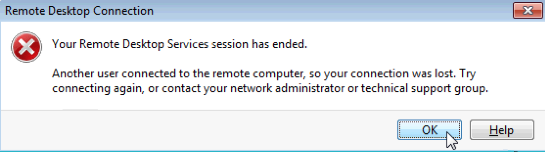 Remote Desktop Connection
Your Remote Desktop Services session has ended.
Another user connected to the remote computer, so your connection was lost. Try
connecting again, or contact your network administrator or technical support group.
OK Help